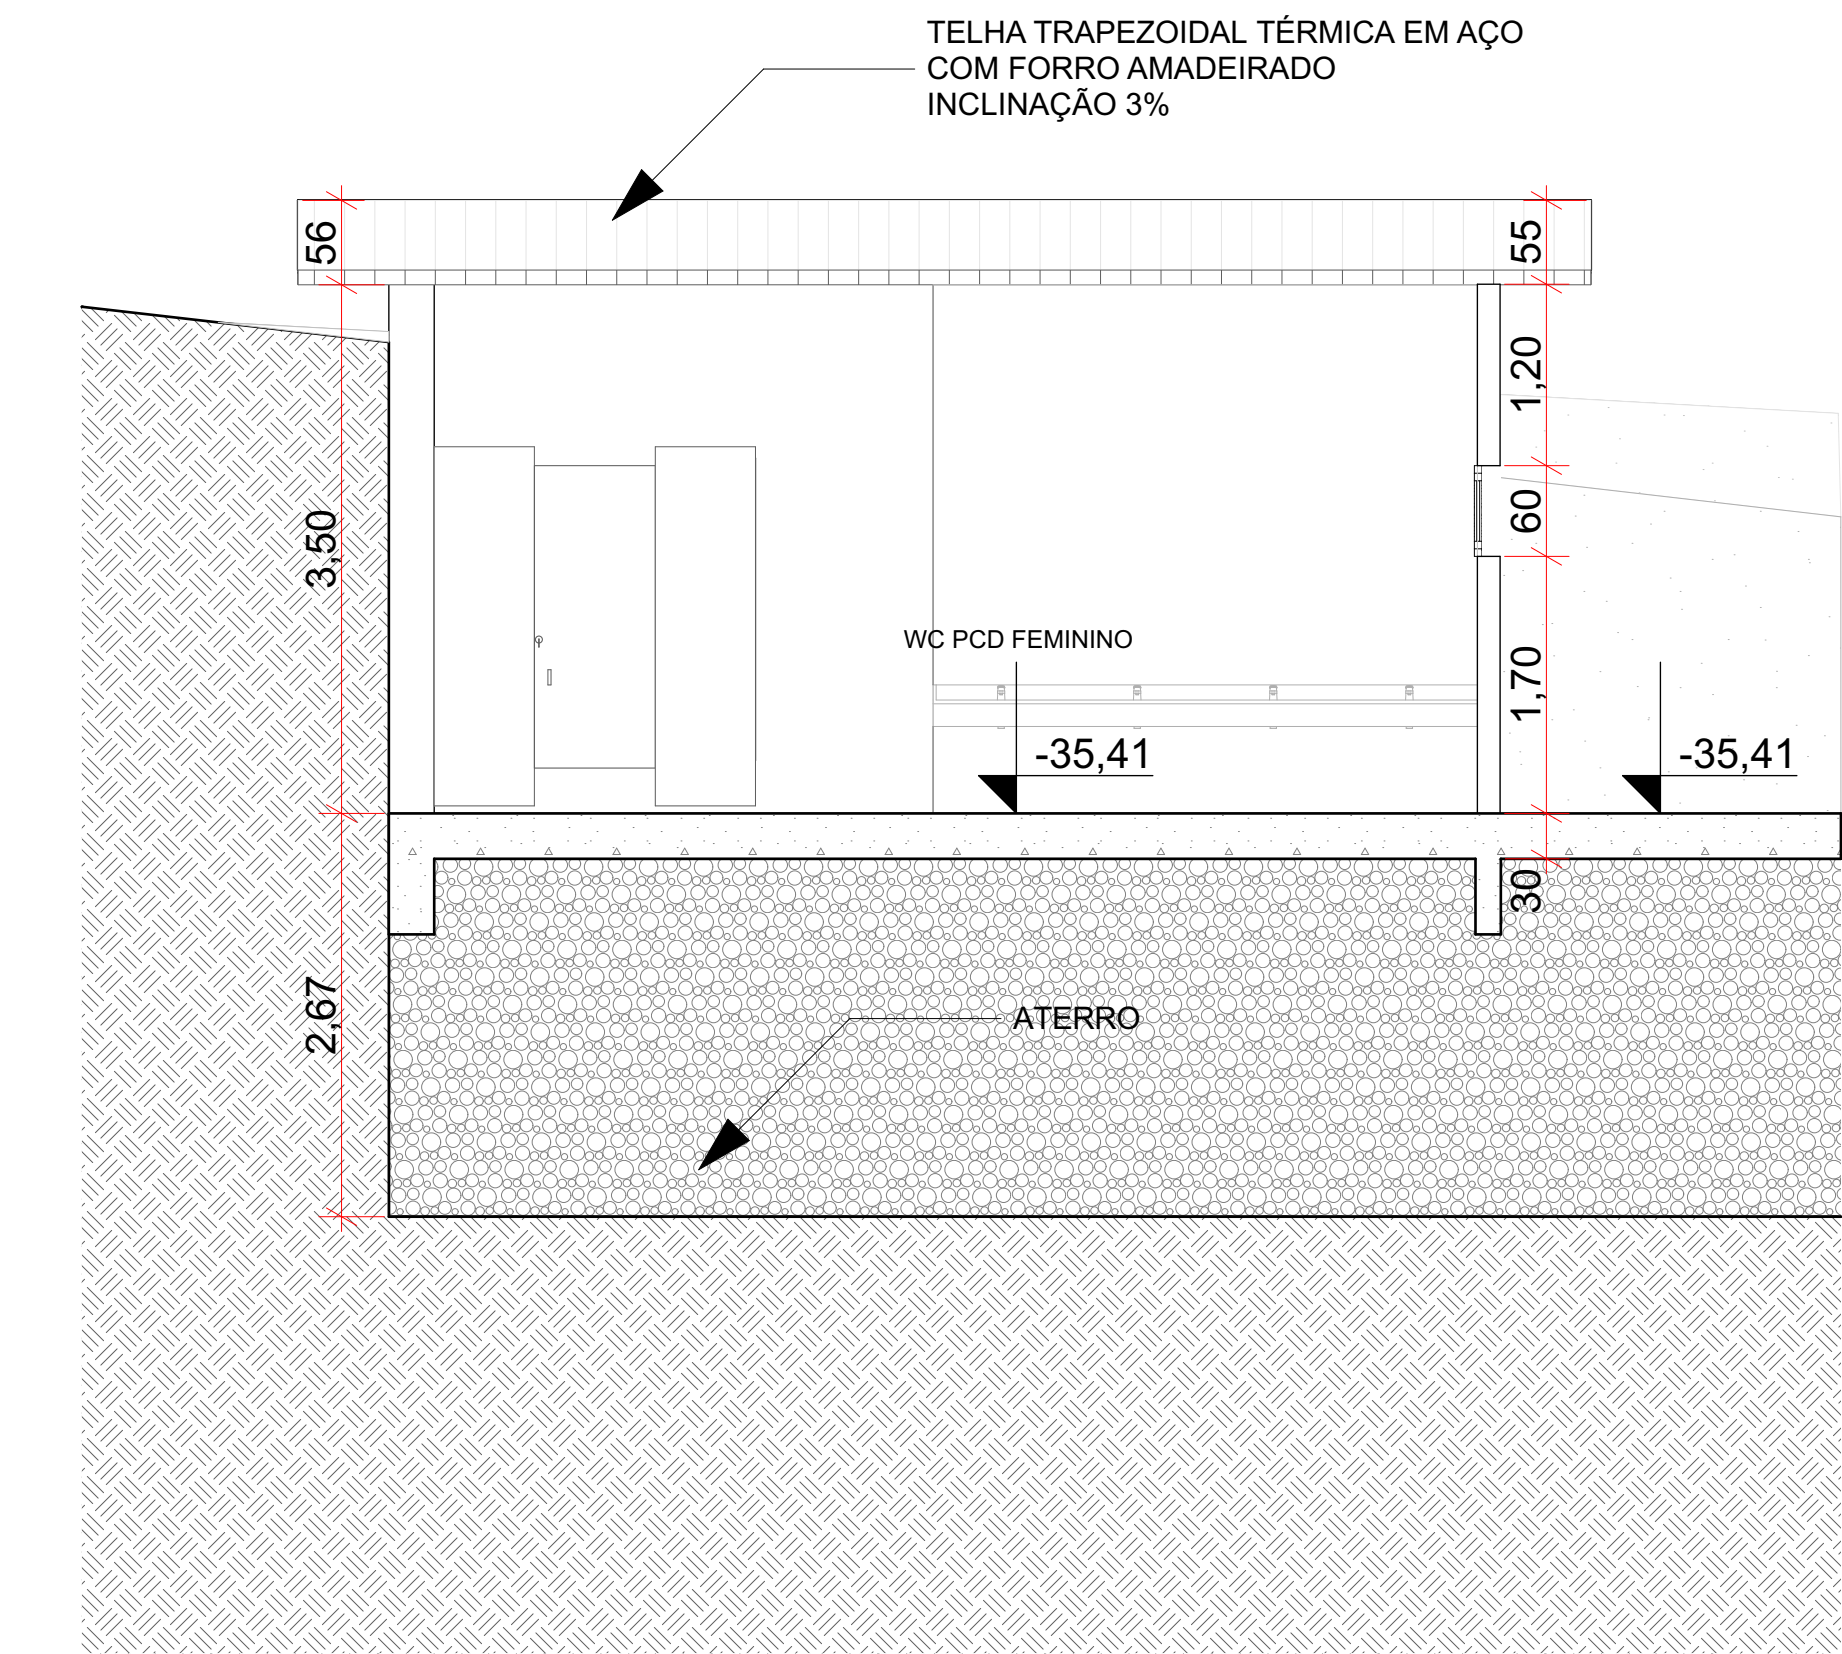 TELHA TRAPEZOIDAL TÉRMICA EM AÇO
COM FORRO AMADEIRADO
INCLINAÇÃO 3%
56
55
1,20
3,50
60
WC PCD FEMININO
1,70
-35,41
-35,41
30
2,67
ATERRO